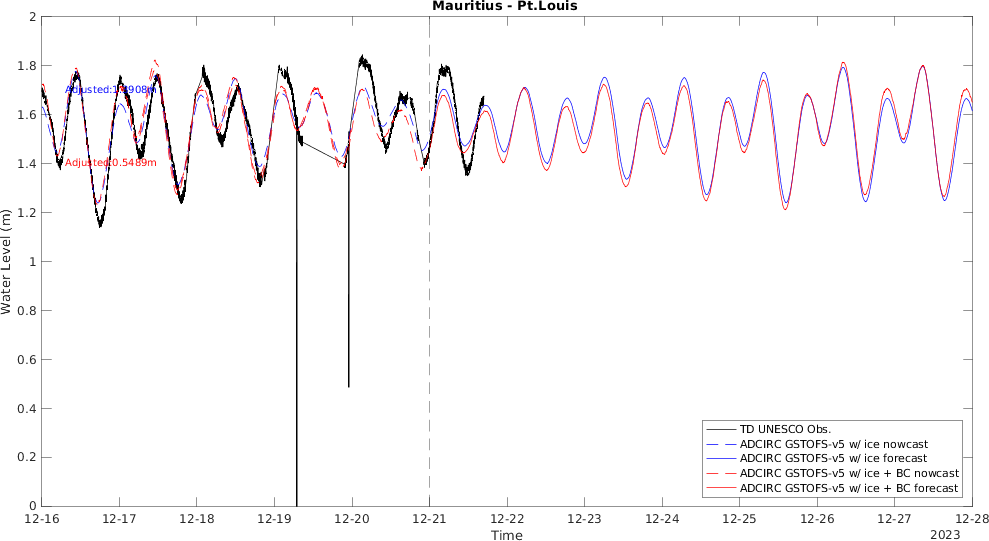 Mauritius - Pt.Louis
2
1.8
1.6
1.4
1.2
1
0.8
0.6
0.4
0.2
0
Water Level (m)
Adjusted:0.5489m
TD UNESCO Obs.
ADCIRC GSTOFS-v5 w/ ice nowcast
ADCIRC GSTOFS-v5 w/ ice forecast
ADCIRC GSTOFS-v5 w/ ice + BC nowcast
ADCIRC GSTOFS-v5 w/ ice + BC forecast
12-16 12-17 12-18 12-19 12-20 12-21 12-22 12-23 12-24 12-25 12-26 12-27 12-28
Time
2023